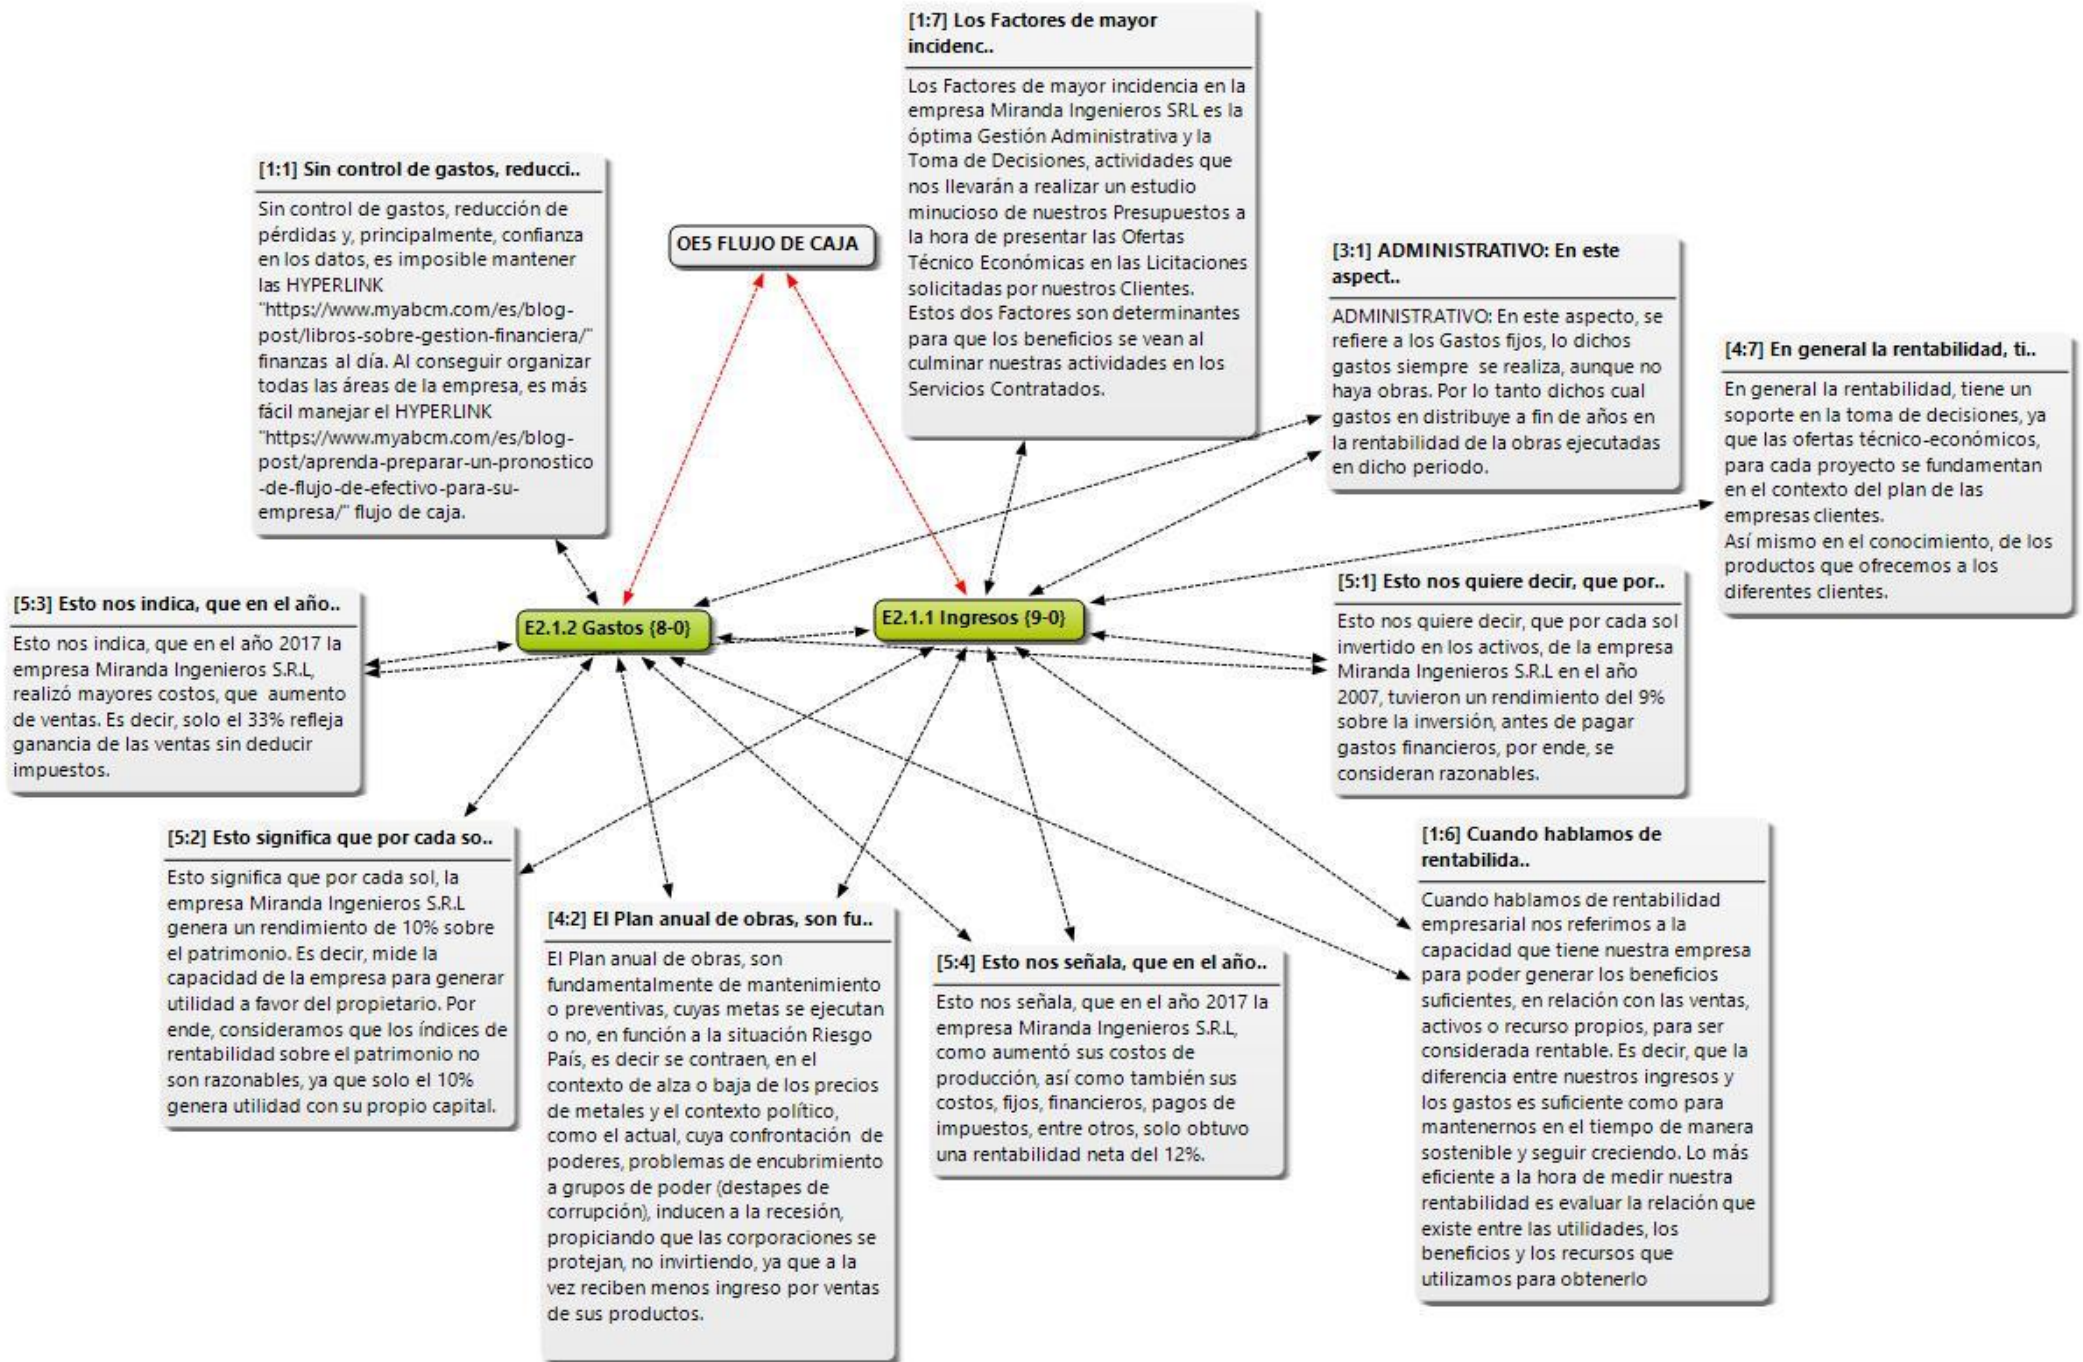 [1:7] Los Factores de mayor
incidenc..
Los Factores de mayor incidencia en la
empresa Miranda Ingenieros SRL es la
óptima Gestión Administrativa y la
Toma de Decisiones, actividades que
nos llevarán a realizar un estudio
minucioso de nuestros Presupuestos a
la hora de presentar las Ofertas
Técnico Económicas en las Licitaciones
solicitadas por nuestros Clientes.
Estos dos Factores son determinantes
para que los beneficios se vean al
culminar nuestras actividades en los
Servicios Contratados.
[1:1] Sin control de gastos, reducci..
Sin control de gastos, reducción de
pérdidas y, principalmente, confianza
en los datos, es imposible mantener
las HYPERLINK
"https://www.myabcm.com/es/blog-
post/libros-sobre-gestion-financiera/"
finanzas al día. Al conseguir organizar
todas las áreas de la empresa, es más
fácil manejar el HYPERLINK
"https://www.myabcm.com/es/blog-
post/aprenda-preparar-un-pronostico
-de-flujo-de-efectivo-para-su-
empresa/" flujo de caja.
OE5 FLUJO DE CAJA
[3:1] ADMINISTRATIVO: En este
aspect..
ADMINISTRATIVO: En este aspecto, se
refiere a los Gastos fijos, lo dichos
gastos siempre se realiza, aunque no
haya obras. Por lo tanto dichos cual
gastos en distribuye a fin de años en
la rentabilidad de la obras ejecutadas
en dicho periodo.
[4:7] En general la rentabilidad, ti..
En general la rentabilidad, tiene un
soporte en la toma de decisiones, ya
que las ofertas técnico-económicos,
para cada proyecto se fundamentan
en el contexto del plan de las
empresas clientes.
Así mismo en el conocimiento, de los
productos que ofrecemos a los
diferentes clientes.
[5:3] Esto nos indica, que en el año..
Esto nos indica, que en el año 2017 la
empresa Miranda Ingenieros S.R.L,
realizó mayores costos, que aumento
de ventas. Es decir, solo el 33% refleja
ganancia de las ventas sin deducir
impuestos.
E2.1.2 Gastos {8-0}
E2.1.1 Ingresos {9-0}
[5:1] Esto nos quiere decir, que por..
Esto nos quiere decir, que por cada sol
invertido en los activos, de la empresa
Miranda Ingenieros S.R.L en el año
2007, tuvieron un rendimiento del 9%
sobre la inversión, antes de pagar
gastos financieros, por ende, se
consideran razonables.
[5:2] Esto significa que por cada so..
Esto significa que por cada sol, la
empresa Miranda Ingenieros S.R.L
genera un rendimiento de 10% sobre
el patrimonio. Es decir, mide la
capacidad de la empresa para generar
utilidad a favor del propietario. Por
ende, consideramos que los índices de
rentabilidad sobre el patrimonio no
son razonables, ya que solo el 10%
genera utilidad con su propio capital.
[4:2] El Plan anual de obras, son fu..
El Plan anual de obras, son
fundamentalmente de mantenimiento
o preventivas, cuyas metas se ejecutan
o no, en función a la situación Riesgo
País, es decir se contraen, en el
contexto de alza o baja de los precios
de metales y el contexto político,
como el actual, cuya confrontación de
poderes, problemas de encubrimiento
a grupos de poder (destapes de
corrupción), inducen a la recesión,
propiciando que las corporaciones se
protejan, no invirtiendo, ya que a la
vez reciben menos ingreso por ventas
de sus productos.
[5:4] Esto nos señala, que en el año..
Esto nos señala, que en el año 2017 la
empresa Miranda Ingenieros S.R.L,
como aumentó sus costos de
producción, así como también sus
costos, fijos, financieros, pagos de
impuestos, entre otros, solo obtuvo
una rentabilidad neta del 12%.
[1:6] Cuando hablamos de
rentabilida..
Cuando hablamos de rentabilidad
empresarial nos referimos a la
capacidad que tiene nuestra empresa
para poder generar los beneficios
suficientes, en relación con las ventas,
activos o recurso propios, para ser
considerada rentable. Es decir, que la
diferencia entre nuestros ingresos y
los gastos es suficiente como para
mantenernos en el tiempo de manera
sostenible y seguir creciendo. Lo más
eficiente a la hora de medir nuestra
rentabilidad es evaluar la relación que
existe entre las utilidades, los
beneficios y los recursos que
utilizamos para obtenerlo